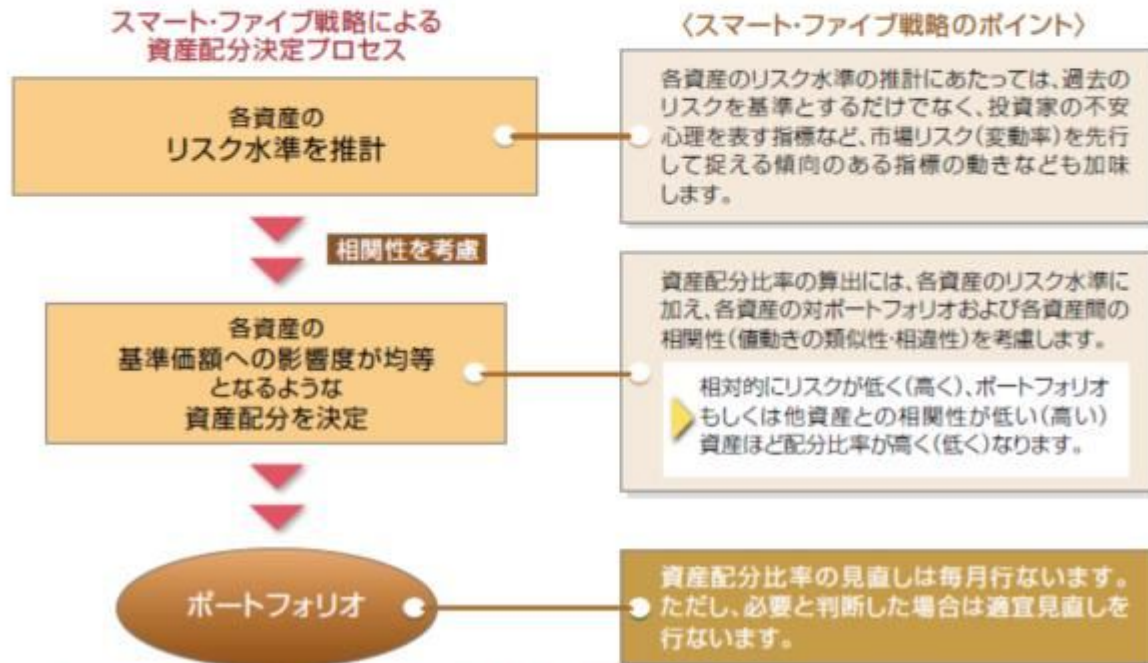 スマート・ファイブ戦略による
資産配分決定プロセス
〈スマート・ファイブ戦略のポイント〉
各資産の
リスク水準を推計
各資産のリスク水準の推計にあたっては、過去の
リスクを基準とするだけでなく、投資家の不安
心理を表す指標など、市場リスク(変動率)を先行
して捉える傾向のある指標の動きなども加味
します。
相関性を考慮
各資産の
基準価額への影響度が均等
となるような
資産配分を決定
資産配分比率の算出には、各資産のリスク水準に
加え、各資産の対ポートフォリオおよび各資産間の
相関性(値動きの類似性・相違性)を考慮します。
相対的にリスクが低く(高く)、ポートフォリオ
もしくは他資産との相関性が低い(高い)
資産ほど配分比率が高く(低く)なります。
ポートフォリオ
資産配分比率の見直しは毎月行ないます。
ただし、必要と判断した場合は適宜見直しを
行ないます。